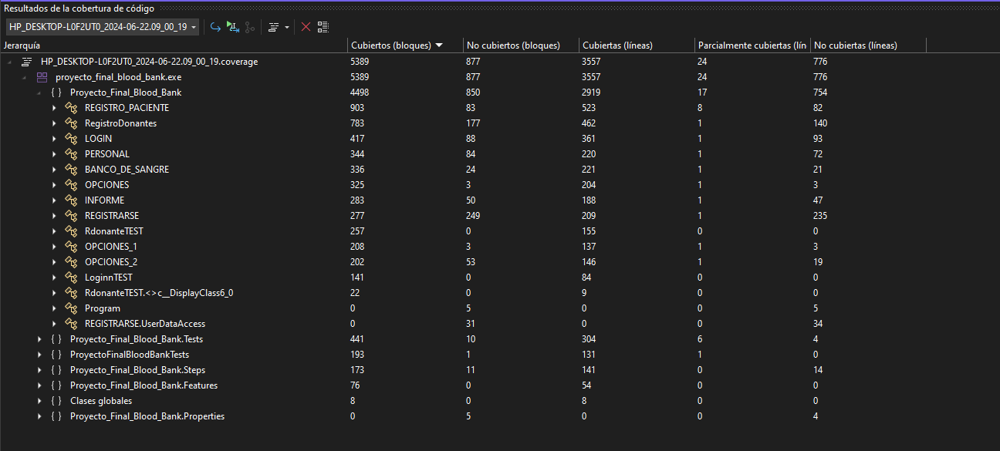 Resultados de la cobertura de código
HP_DESKTOP-L0F2UT0_2024-06-22.09_00_19
Jerarquía Cubiertos (bloques) No cubiertos (bloques) Cubiertas (líneas) Parcialmente cubiertas (lín No cubiertas (líneas)
HP_DESKTOP-L0F2UT0_2024-06-22.09_00_19.coverage 5389 877 3557 24 776
proyecto_final_blood_bank.exe 5389 877 3557 24 776
{ } Proyecto_Final_Blood_Bank 4498 850 2919 17 754
REGISTRO_PACIENTE 903 83 523 8 82
RegistroDonantes 783 177 462 1 140
LOGIN 417 88 361 1 93
PERSONAL 344 84 220 1 72
BANCO_DE_SANGRE 336 24 221 1 21
OPCIONES 325 3 204 1 3
INFORME 283 50 188 1 47
REGISTRARSE 277 249 209 1 235
RdonanteTEST 257 0 155 0 0
OPCIONES_1 208 3 137 1 3
OPCIONES_2 202 53 146 1 19
LoginnTEST 141 0 84 0 0
RdonanteTEST.<>c__DisplayClass6_0 22 0 9 0 0
Program 0 5 0 0 5
REGISTRARSE.UserDataAccess 0 31 0 0 34
{ } Proyecto_Final_Blood_Bank.Tests 441 10 304 6 4
{ } ProyectoFinalBloodBankTests 193 1 131 1 0
{ } Proyecto_Final_Blood_Bank.Steps 173 11 141 0 14
{ } Proyecto_Final_Blood_Bank.Features 76 0 54 0 0
{ } Clases globales 8 0 8 0 0
{ } Proyecto_Final_Blood_Bank.Properties 0 5 0 0 4